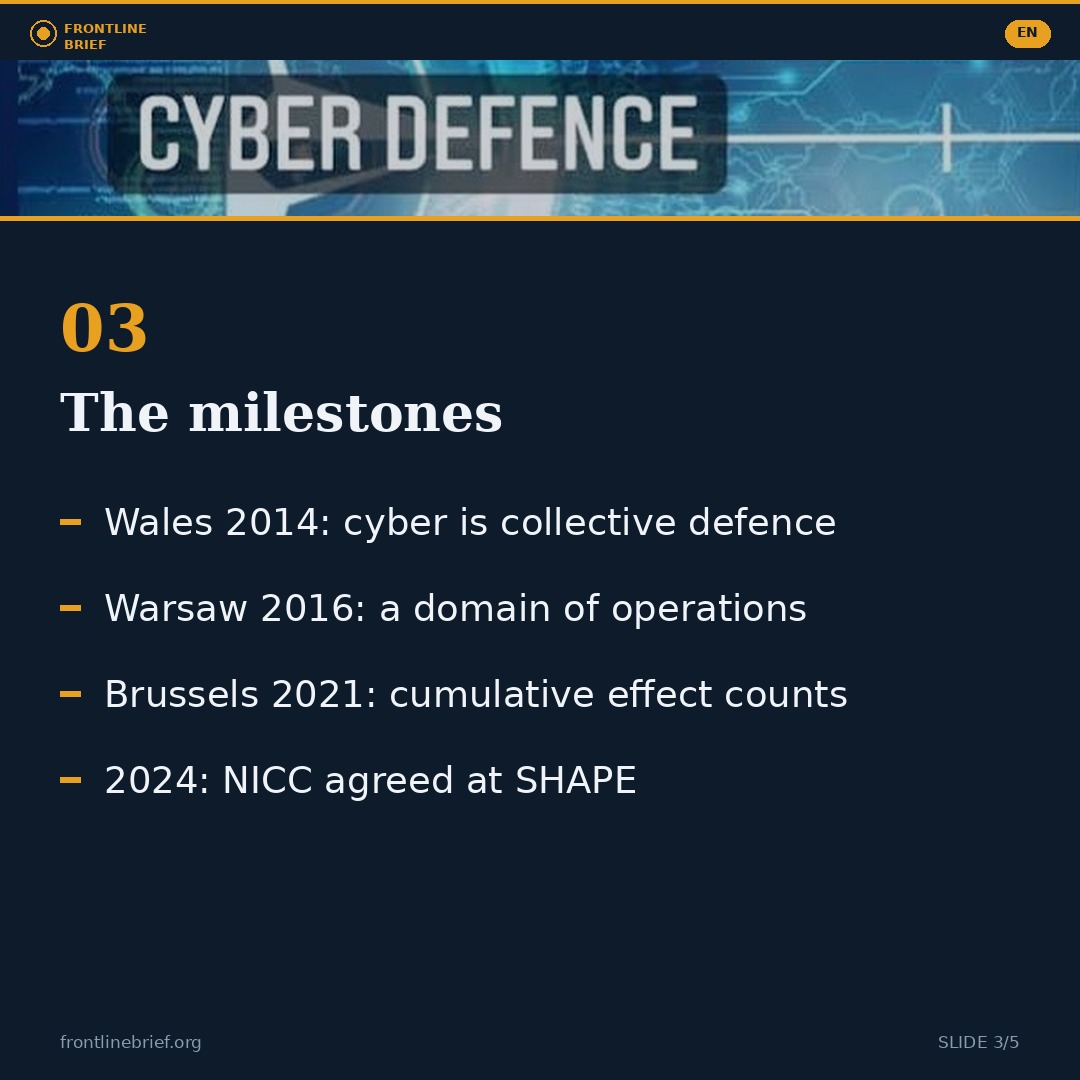 FRONTLINE
BRIEF
EN
CYBER DEFENCE
03
The milestones
– Wales 2014: cyber is collective defence
– Warsaw 2016: a domain of operations
– Brussels 2021: cumulative effect counts
– 2024: NICC agreed at SHAPE
frontlinebrief.org
SLIDE 3/5